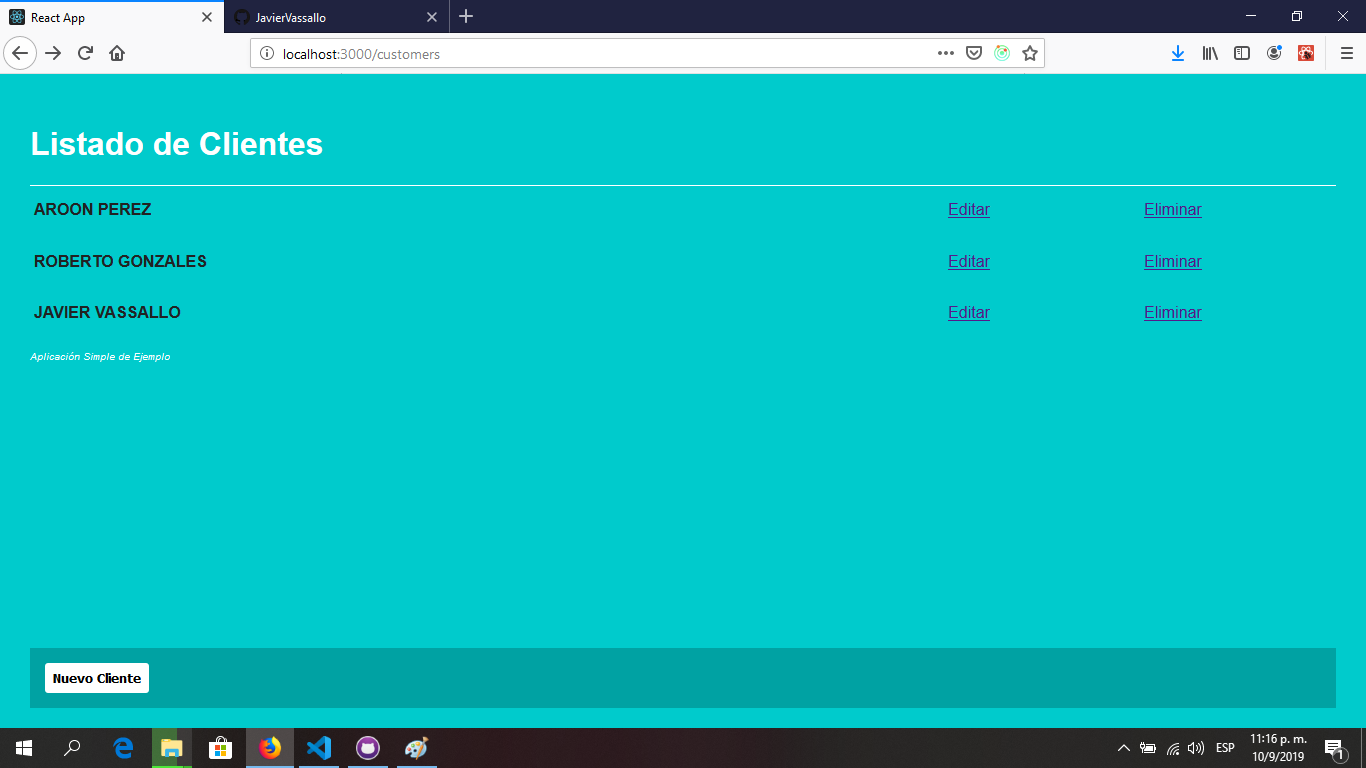 React App
JavierVassallo
localhost:3000/customers
Listado de Clientes
AROON PEREZ Editar Eliminar
ROBERTO GONZALES Editar Eliminar
JAVIER VASSALLO Editar Eliminar
Aplicación Simple de Ejemplo
Nuevo Cliente
ESP
11:16 p. m.
10/9/2019
1